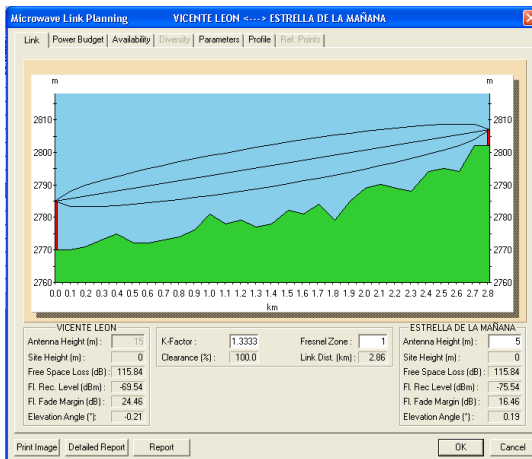 Microwave Link Planning VICENTE LEON <---> ESTRELLA DE LA MAÑANA
Link Power Budget Availability Diversity Parameters Profile Ref. Points
m m
2810 2810
2800 2800
2790 2790
2780 2780
2770 2770
2760 2760
0.0 0.1 0.2 0.3 0.4 0.5 0.6 0.7 0.8 0.9 1.0 1.1 1.2 1.3 1.4 1.5 1.6 1.7 1.8 1.9 2.0 2.1 2.2 2.3 2.4 2.5 2.6 2.7 2.8
km
VICENTE LEON ESTRELLA DE LA MAÑANA
Antenna Height (m) : 15 K-Factor : 1.3333 Fresnel Zone : 1 Antenna Height (m) : 5
Site Height (m) : 0 Clearance (%) : 100.0 Link Dist. (km) : 2.86 Site Height (m) : 0
Free Space Loss (dB) : 115.84 Free Space Loss (dB) : 115.84
Fl. Rec. Level (dBm) : -69.54 Fl. Rec. Level (dBm) : -75.54
Fl. Fade Margin (dB) : 24.46 Fl. Fade Margin (dB) : 16.46
Elevation Angle (°): -0.21 Elevation Angle (°): 0.19
Print Image Detailed Report Report OK Cancel